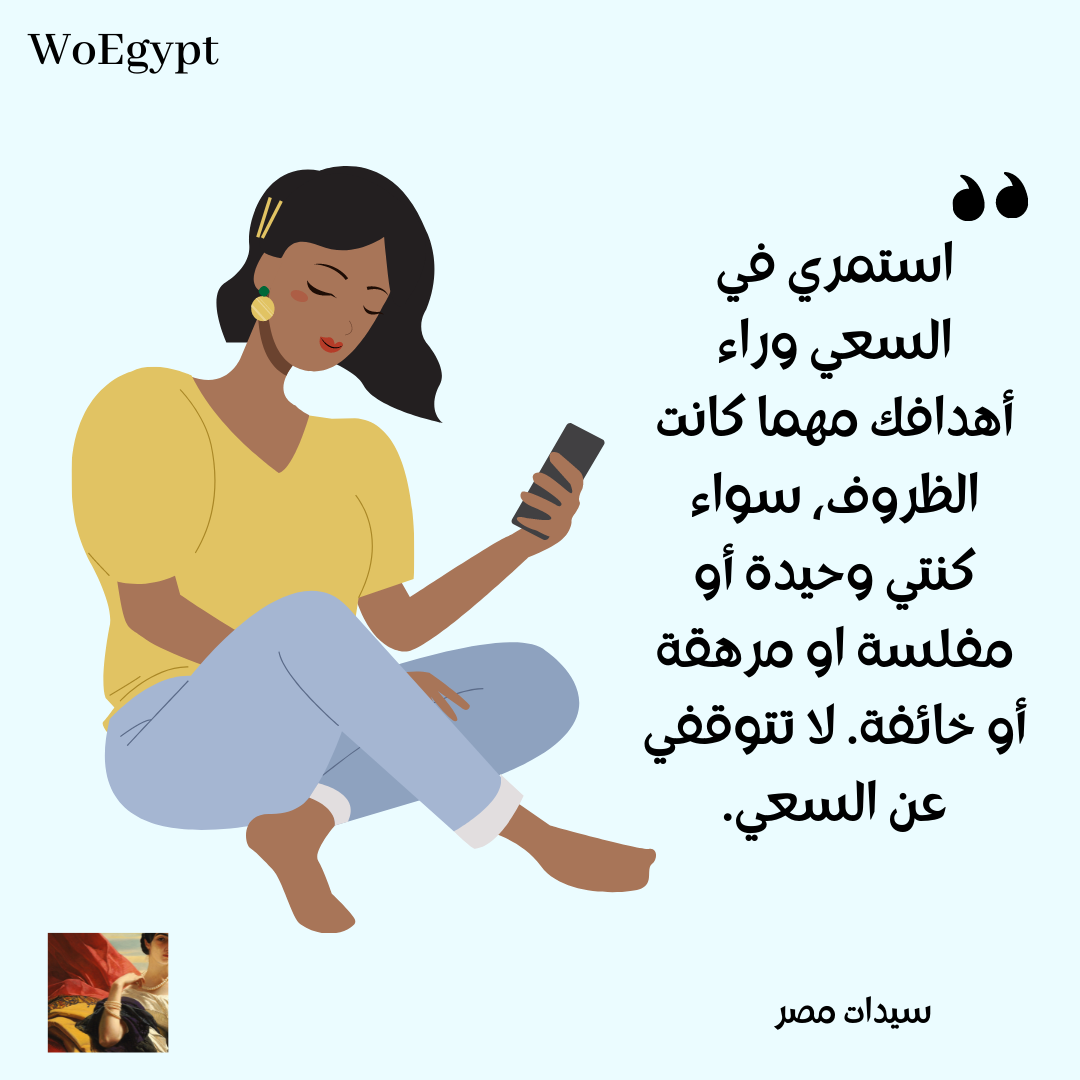 WoEgypt
استمري في
السعي وراء
أهدافك مهما كانت
الظروف، سواء
كنتي وحيدة أو
مفلسة او مرهقة
أو خائفة. لا تتوقفي
عن السعي.
سيدات مصر